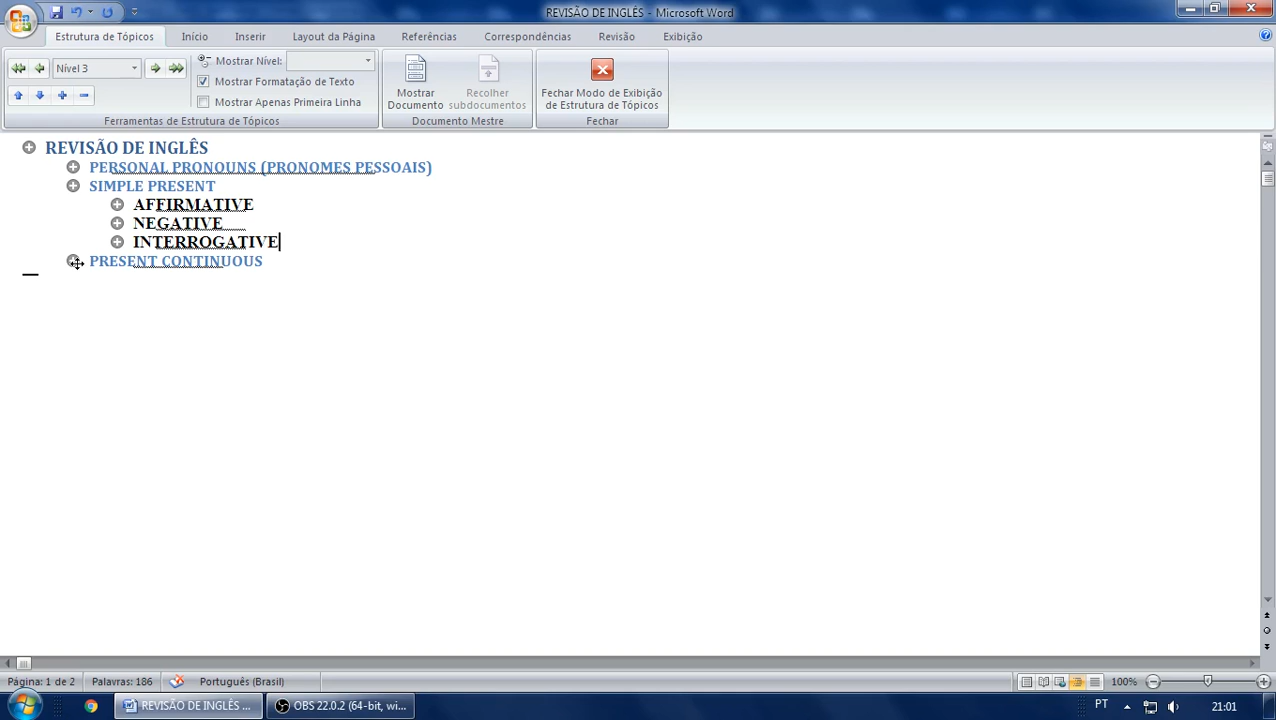 REVISÃO DE INGLÊS - Microsoft Word
Estrutura de Tópicos
Início
Inserir
Layout da Página
Referências
Correspondências
Revisão
Exibição
Nível 3
Mostrar Nível:
Mostrar Formatação de Texto
Mostrar Apenas Primeira Linha
Ferramentas de Estrutura de Tópicos
Mostrar
Documento
Recolher
subdocumentos
Documento Mestre
Fechar Modo de Exibição
de Estrutura de Tópicos
Fechar
REVISÃO DE INGLÊS
PERSONAL PRONOUNS (PRONOMES PESSOAIS)
SIMPLE PRESENT
AFFIRMATIVE
NEGATIVE
INTERROGATIVE
PRESENT CONTINUOUS
Página: 1 de 2
Palavras: 186
Português (Brasil)
100%
REVISÃO DE INGLÊS ...
OBS 22.0.2 (64-bit, wi...
PT
21:01